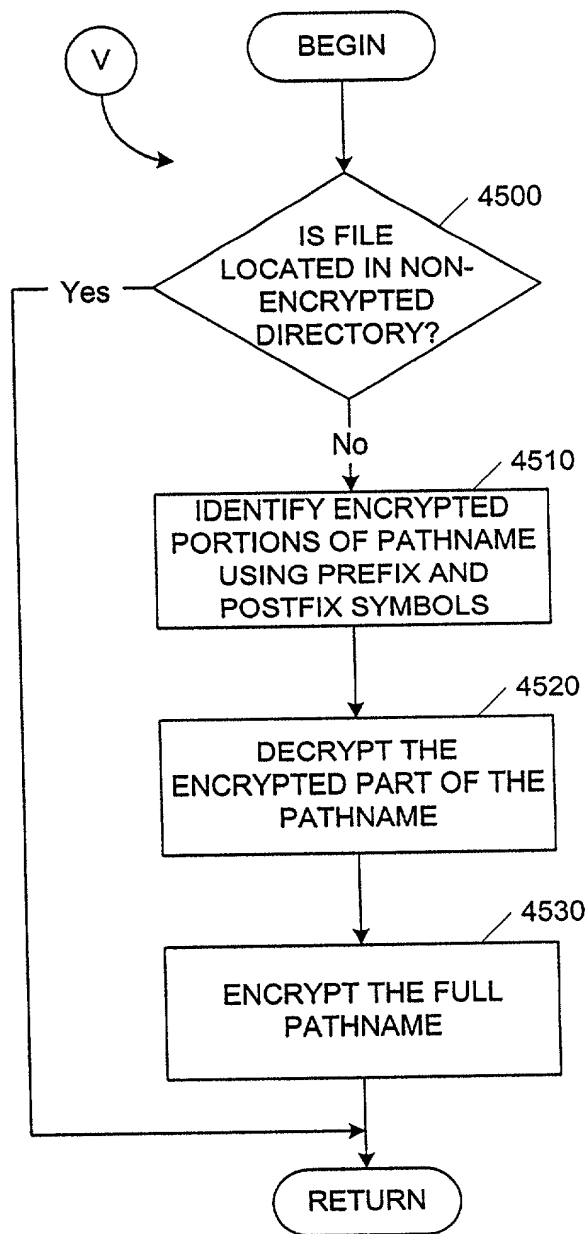 V
BEGIN
4500
IS FILE
LOCATED IN NON-
ENCRYPTED
DIRECTORY?
Yes
No
4510
IDENTIFY ENCRYPTED
PORTIONS OF PATHNAME
USING PREFIX AND
POSTFIX SYMBOLS
4520
DECRYPT THE
ENCRYPTED PART OF THE
PATHNAME
4530
ENCRYPT THE FULL
PATHNAME
RETURN